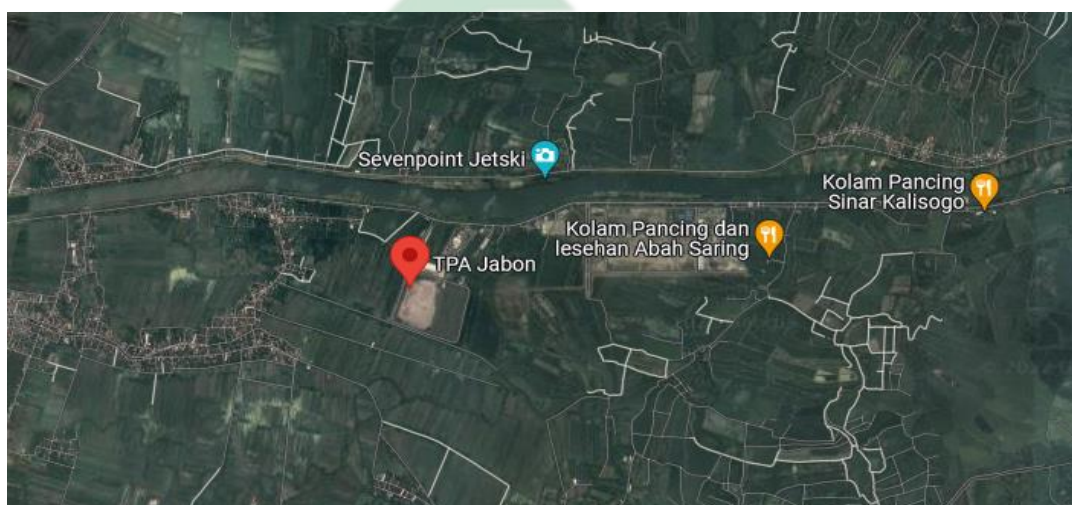 Sevenpoint Jetski
Kolam Pancing
Sinar Kalisogo
Kolam Pancing dan
lesehan Abah Saring
TPA Jabon